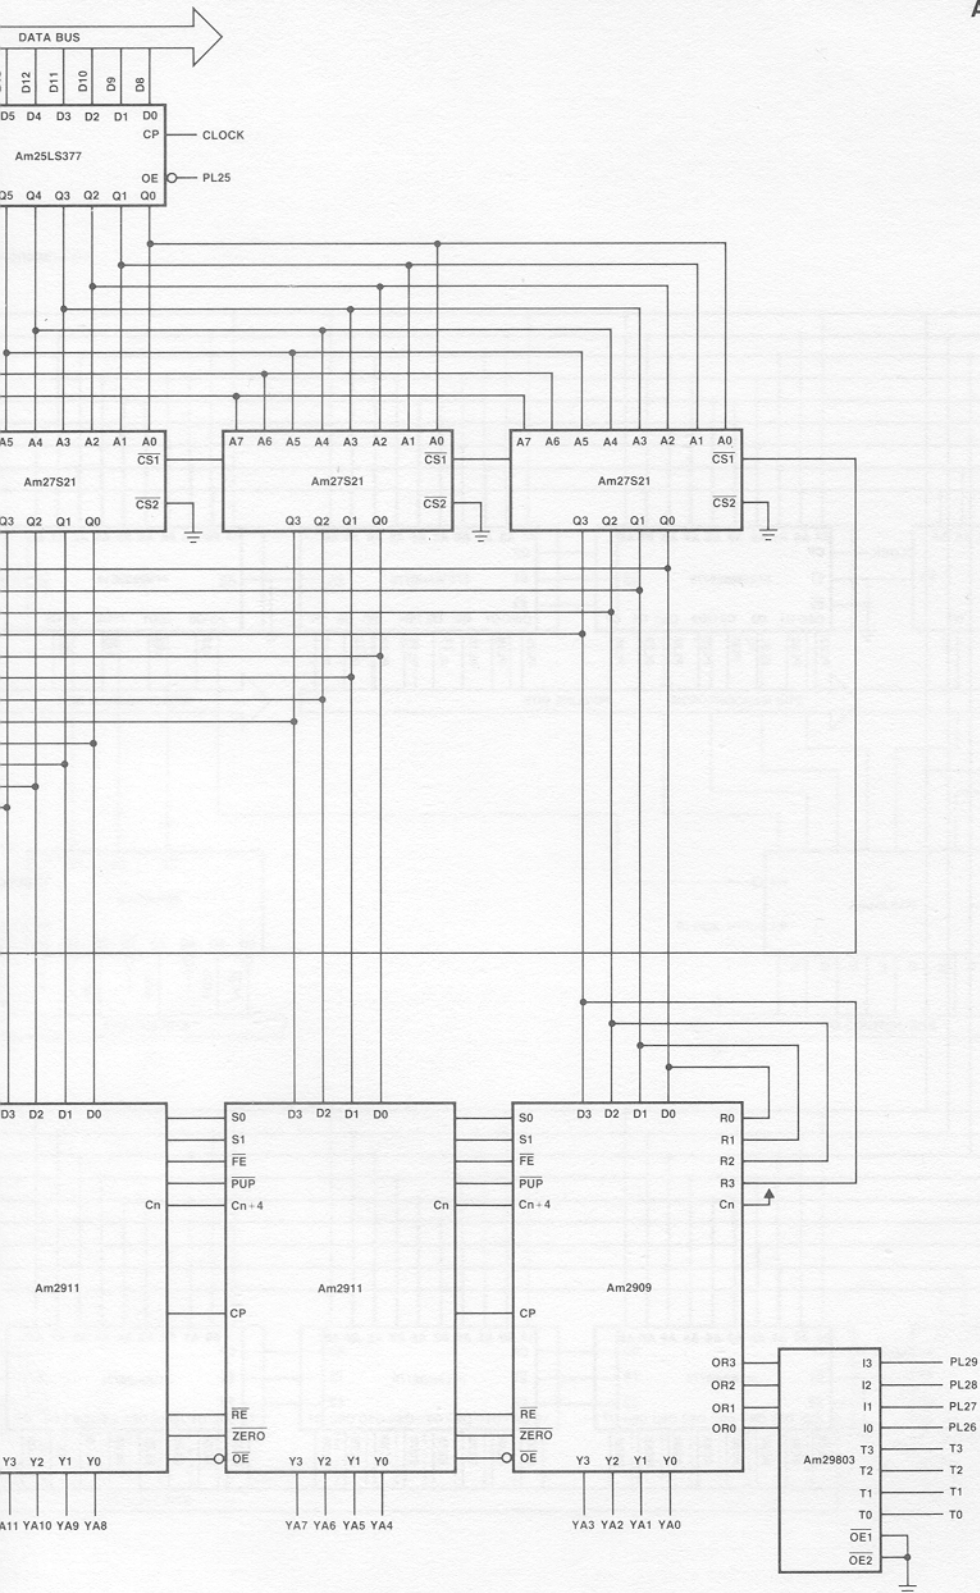 A
DATA BUS
D12 D11 D10 D9 D8
D5 D4 D3 D2 D1 D0
CP CLOCK
Am25LS377
OE PL25
Q5 Q4 Q3 Q2 Q1 Q0
A5 A4 A3 A2 A1 A0 A7 A6 A5 A4 A3 A2 A1 A0 A7 A6 A5 A4 A3 A2 A1 A0
CS1 CS1 CS1
Am27S21 Am27S21 Am27S21
CS2 CS2 CS2
Q3 Q2 Q1 Q0 Q3 Q2 Q1 Q0 Q3 Q2 Q1 Q0
D3 D2 D1 D0 D3 D2 D1 D0 D3 D2 D1 D0
S0 S0 R0
S1 S1 R1
FE FE R2
PUP PUP R3
Cn Cn+4 Cn Cn+4 Cn
Am2911 Am2911 Am2909
CP CP
OR3 I3 PL29
OR2 I2 PL28
OR1 I1 PL27
OR0 I0 PL26
RE RE
ZERO ZERO
OE OE
T3 T3
Am29803
T2 T2
T1 T1
T0 T0
OE1
OE2
Y3 Y2 Y1 Y0 Y3 Y2 Y1 Y0 Y3 Y2 Y1 Y0
A11 YA10 YA9 YA8 YA7 YA6 YA5 YA4 YA3 YA2 YA1 YA0